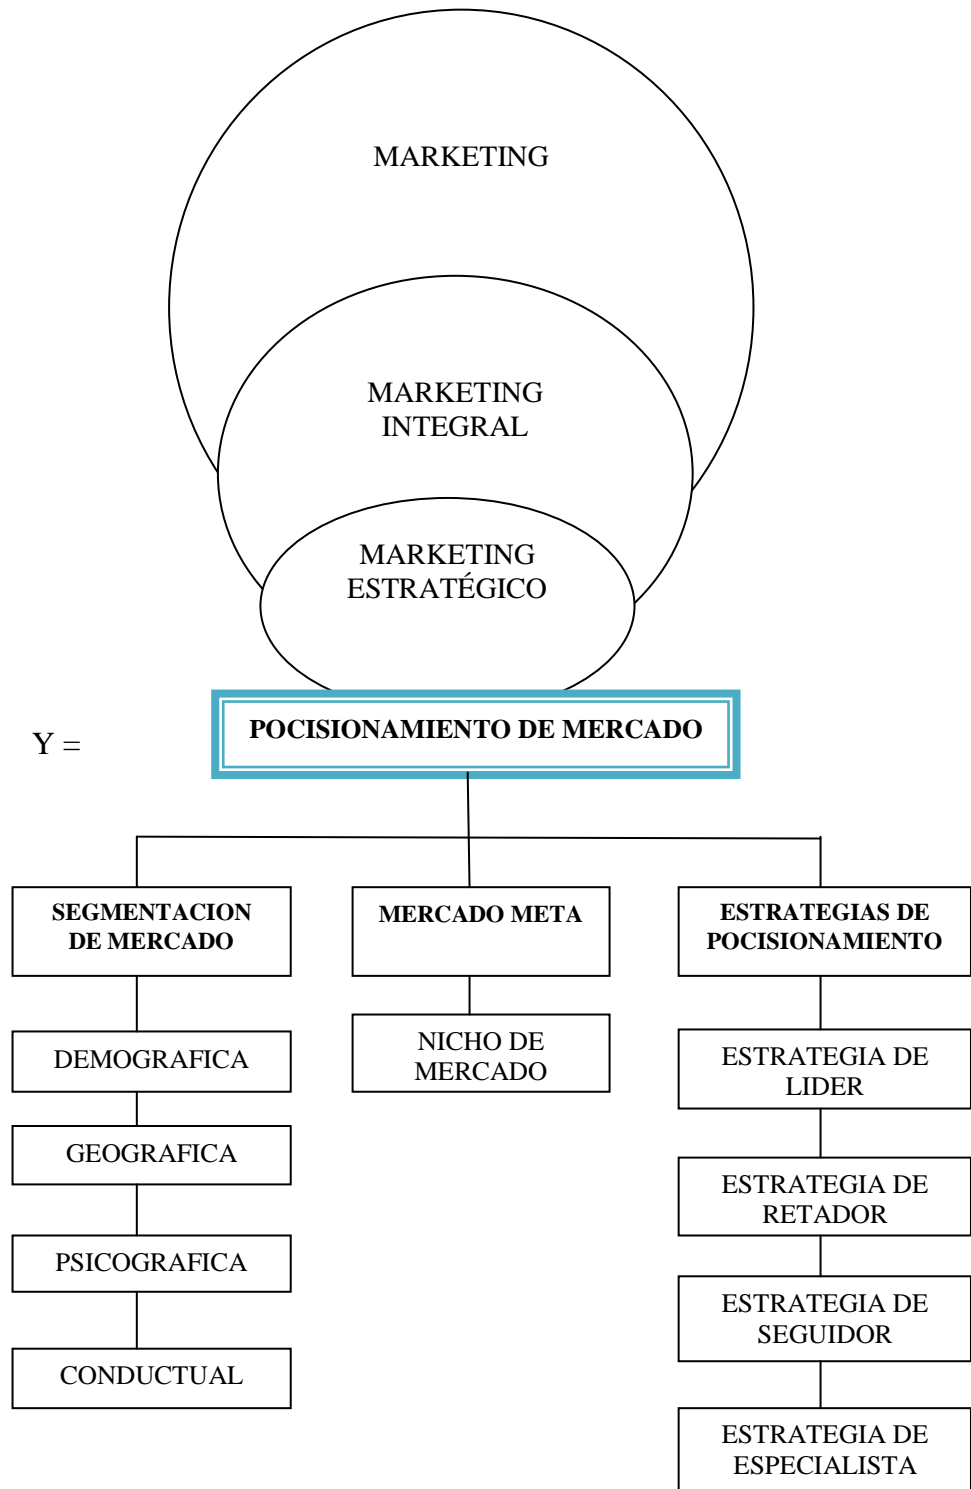 MARKETING
MARKETING
INTEGRAL
MARKETING
ESTRATÉGICO
Y =
POCISIONAMIENTO DE MERCADO
SEGMENTACION
DE MERCADO
DEMOGRAFICA
GEOGRAFICA
PSICOGRAFICA
CONDUCTUAL
MERCADO META
NICHO DE
MERCADO
ESTRATEGIAS DE
POCISIONAMIENTO
ESTRATEGIA DE
LIDER
ESTRATEGIA DE
RETADOR
ESTRATEGIA DE
SEGUIDOR
ESTRATEGIA DE
ESPECIALISTA